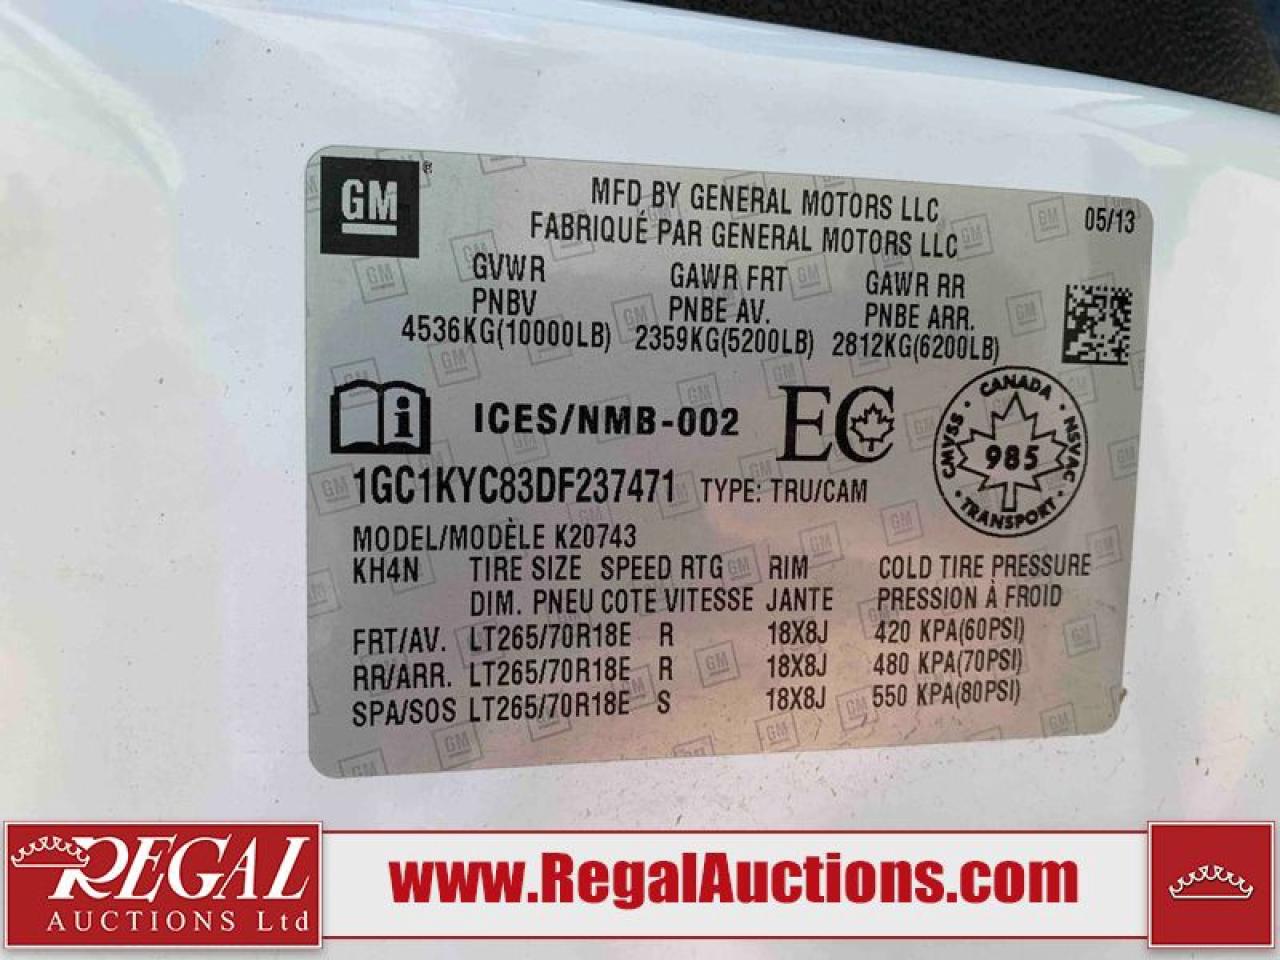 GM ®
MFD BY GENERAL MOTORS LLC
FABRIQUÉ PAR GENERAL MOTORS LLC
05/13
GVWR GAWR FRT GAWR RR
PNBV PNBE AV. PNBE ARR.
4536KG(10000LB) 2359KG(5200LB) 2812KG(6200LB)
ICES/NMB-002 EC
CANADA
CMVSS · NSVAC
985
TRANSPORT
1GC1KYC83DF237471 TYPE: TRU/CAM
MODEL/MODÈLE K20743
KH4N TIRE SIZE SPEED RTG RIM COLD TIRE PRESSURE
DIM. PNEU COTE VITESSE JANTE PRESSION À FROID
FRT/AV. LT265/70R18E R 18X8J 420 KPA(60PSI)
RR/ARR. LT265/70R18E R 18X8J 480 KPA(70PSI)
SPA/SOS LT265/70R18E S 18X8J 550 KPA(80PSI)
REGAL
AUCTIONS Ltd
www.RegalAuctions.com